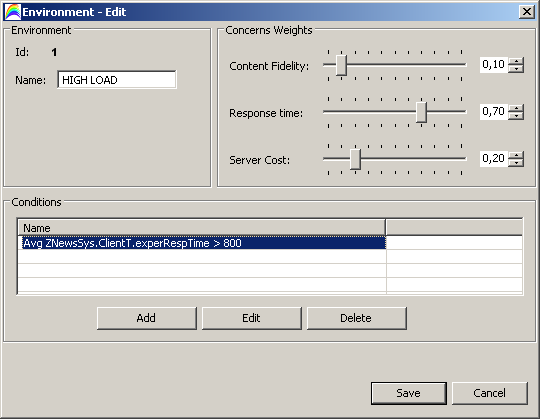 Environment - Edit
Environment
Id: 1
Name: HIGH LOAD
Concerns Weights
Content Fidelity: 0,10
Response time: 0,70
Server Cost: 0,20
Conditions
Name
Avg ZNewsSys.ClientT.experRespTime > 800
Add Edit Delete
Save Cancel